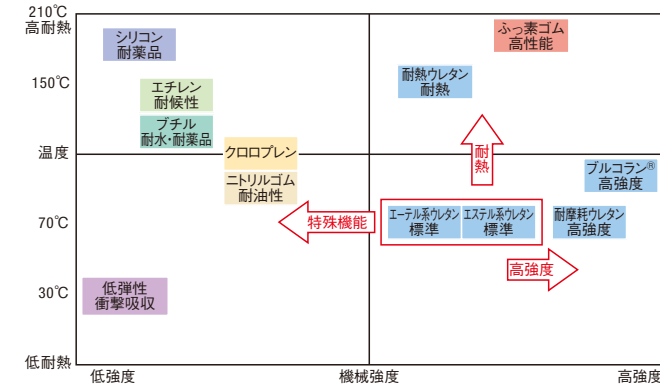 210℃
高耐熱
シリコン
耐薬品
ふっ素ゴム
高性能
150℃
耐熱ウレタン
耐熱
エチレン
耐候性
ブチル
耐水・耐薬品
温度
クロロプレン
耐
熱
ニトリルゴム
耐油性
ブルコラン®
高強度
70℃
特殊機能
エーテル系ウレタン
標準
エステル系ウレタン
標準
耐摩耗ウレタン
高強度
高強度
30℃
低弾性
衝撃吸収
低耐熱
低強度
機械強度
高強度